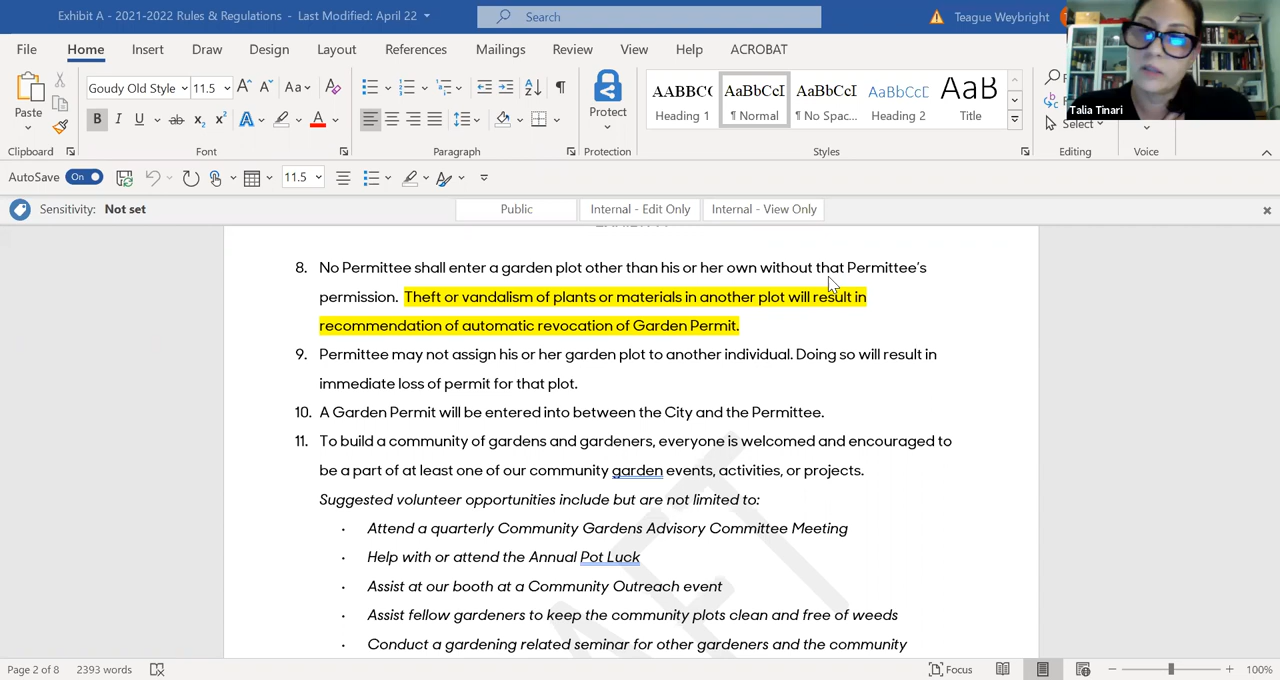 Exhibit A - 2021-2022 Rules & Regulations - Last Modified: April 22
Search
Teague Weybright
File Home Insert Draw Design Layout References Mailings Review View Help ACROBAT
Talia Tinari
Paste
Goudy Old Style 11.5
Aa
Protect
AABBC( AaBbCcD AaBbCcD AaBbCcD AaB
Heading 1 ¶ Normal ¶ No Spac... Heading 2 Title
Select
Clipboard Font Paragraph Protection Styles Editing Voice
AutoSave On 11.5
Sensitivity: Not set Public Internal - Edit Only Internal - View Only
8. No Permittee shall enter a garden plot other than his or her own without that Permittee's
permission. Theft or vandalism of plants or materials in another plot will result in
recommendation of automatic revocation of Garden Permit.
9. Permittee may not assign his or her garden plot to another individual. Doing so will result in
immediate loss of permit for that plot.
10. A Garden Permit will be entered into between the City and the Permittee.
11. To build a community of gardens and gardeners, everyone is welcomed and encouraged to
be a part of at least one of our community garden events, activities, or projects.
Suggested volunteer opportunities include but are not limited to:
· Attend a quarterly Community Gardens Advisory Committee Meeting
· Help with or attend the Annual Pot Luck
· Assist at our booth at a Community Outreach event
· Assist fellow gardeners to keep the community plots clean and free of weeds
· Conduct a gardening related seminar for other gardeners and the community
Page 2 of 8 2393 words Focus 100%